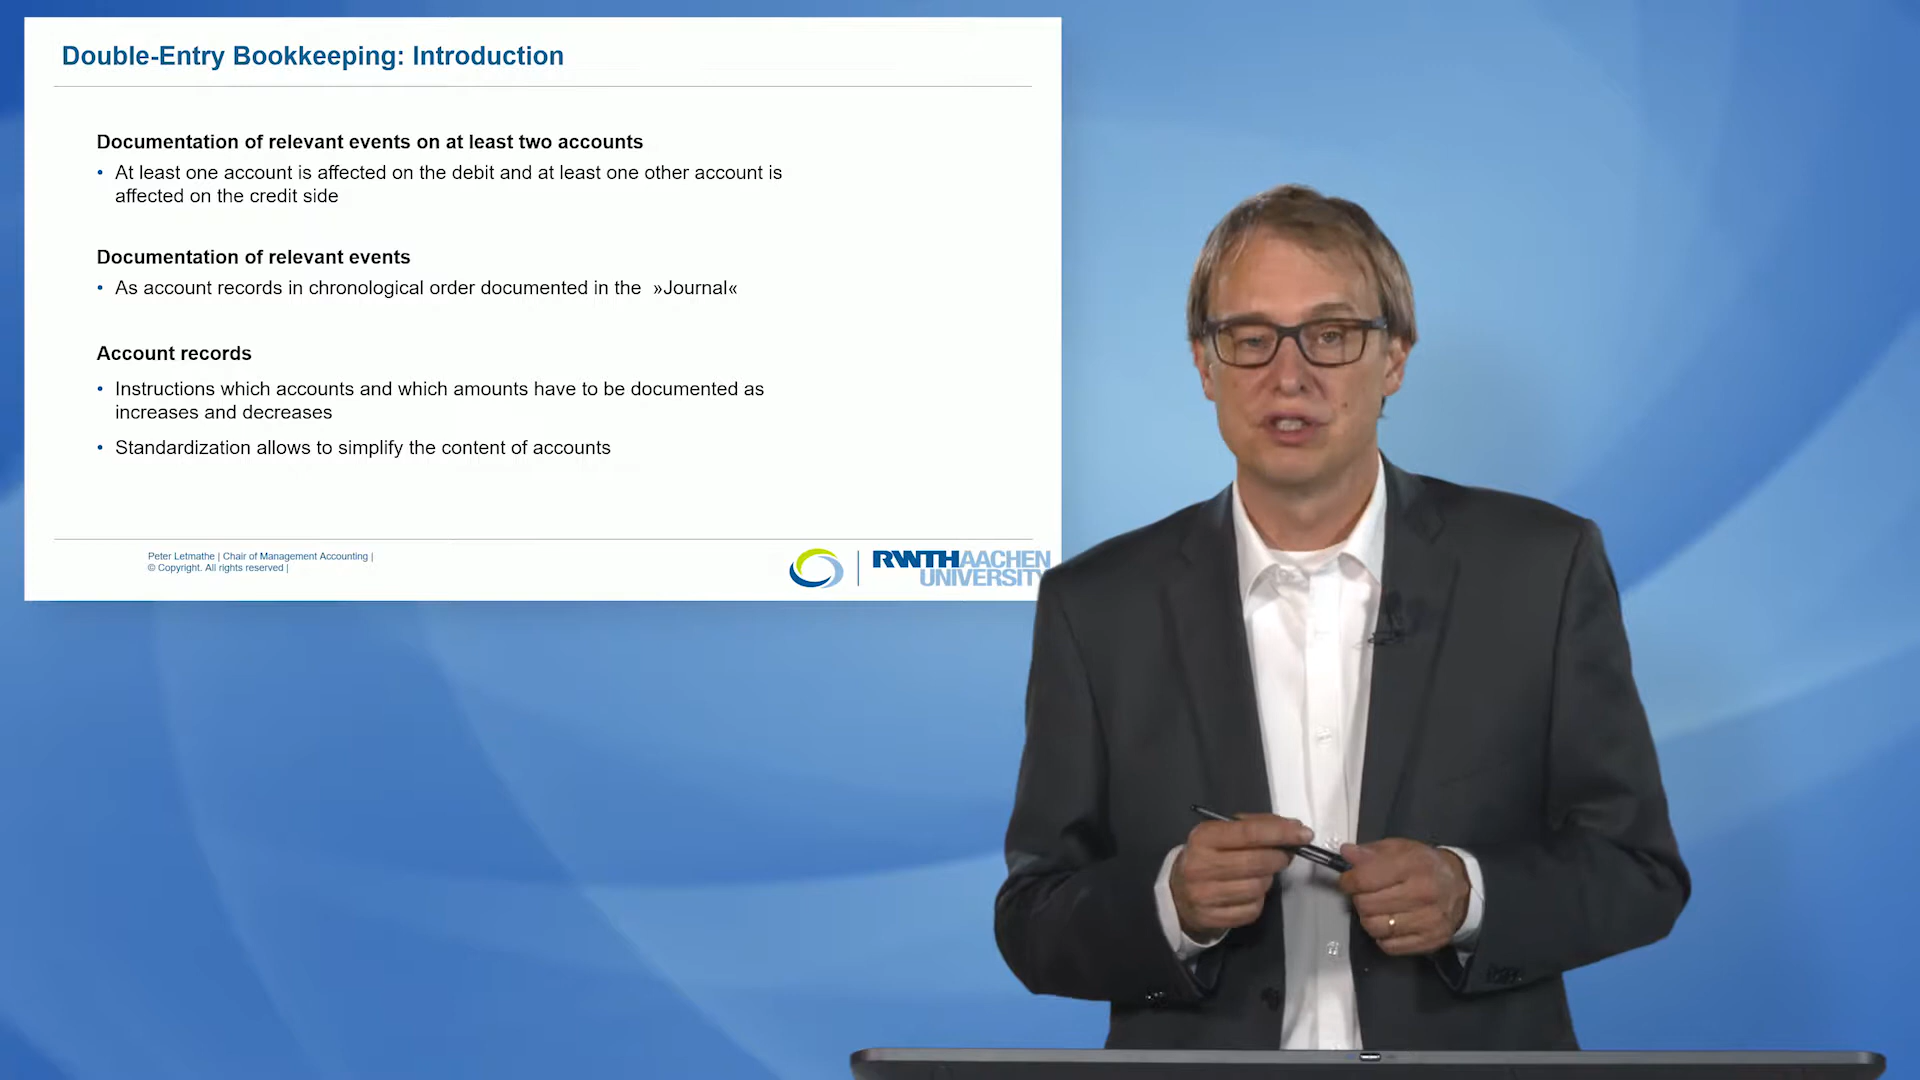 Double-Entry Bookkeeping: Introduction
Documentation of relevant events on at least two accounts
• At least one account is affected on the debit and at least one other account is
affected on the credit side
Documentation of relevant events
• As account records in chronological order documented in the »Journal«
Account records
• Instructions which accounts and which amounts have to be documented as
increases and decreases
• Standardization allows to simplify the content of accounts
Peter Letmathe | Chair of Management Accounting |
© Copyright. All rights reserved |
RWTHAACHEN
UNIVERSITY